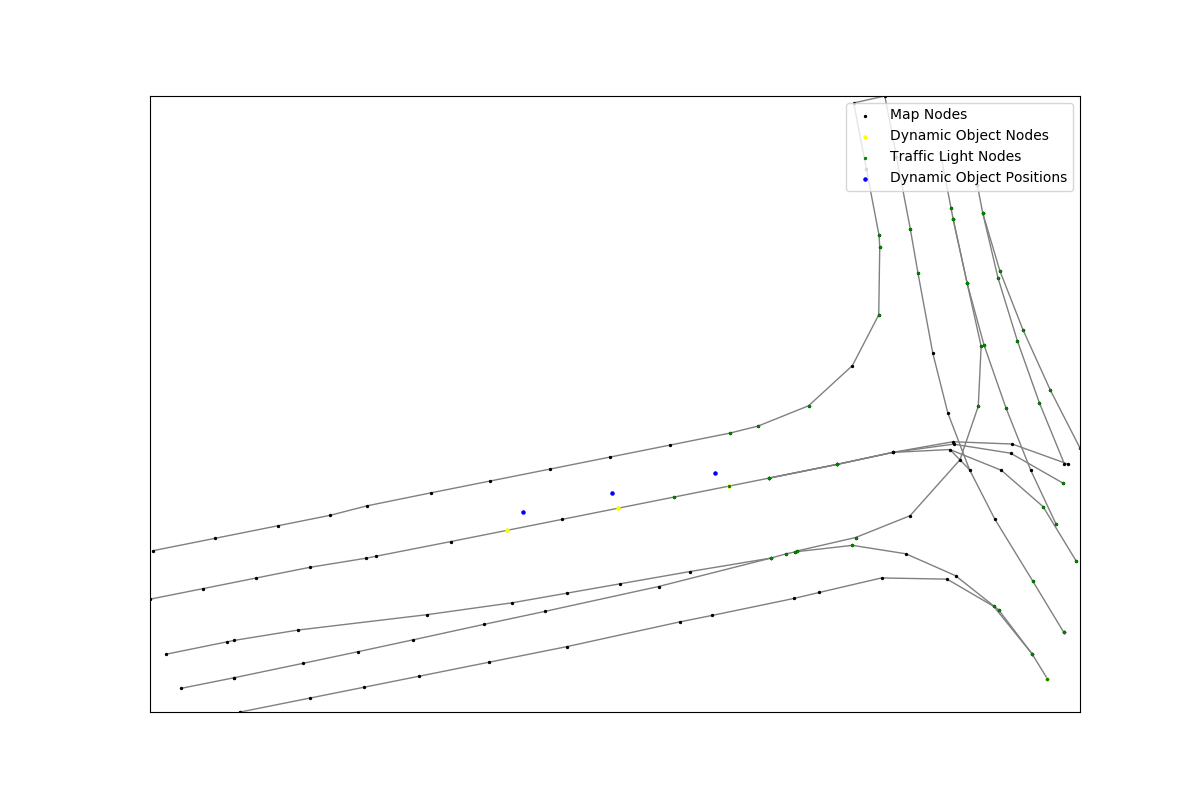 Map Nodes
Dynamic Object Nodes
Traffic Light Nodes
Dynamic Object Positions